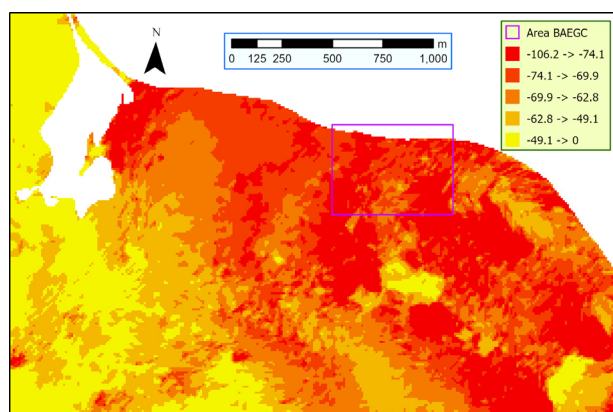 N
m
0 125 250 500 750 1,000
Area BAEGC
-106.2 -> -74.1
-74.1 -> -69.9
-69.9 -> -62.8
-62.8 -> -49.1
-49.1 -> 0